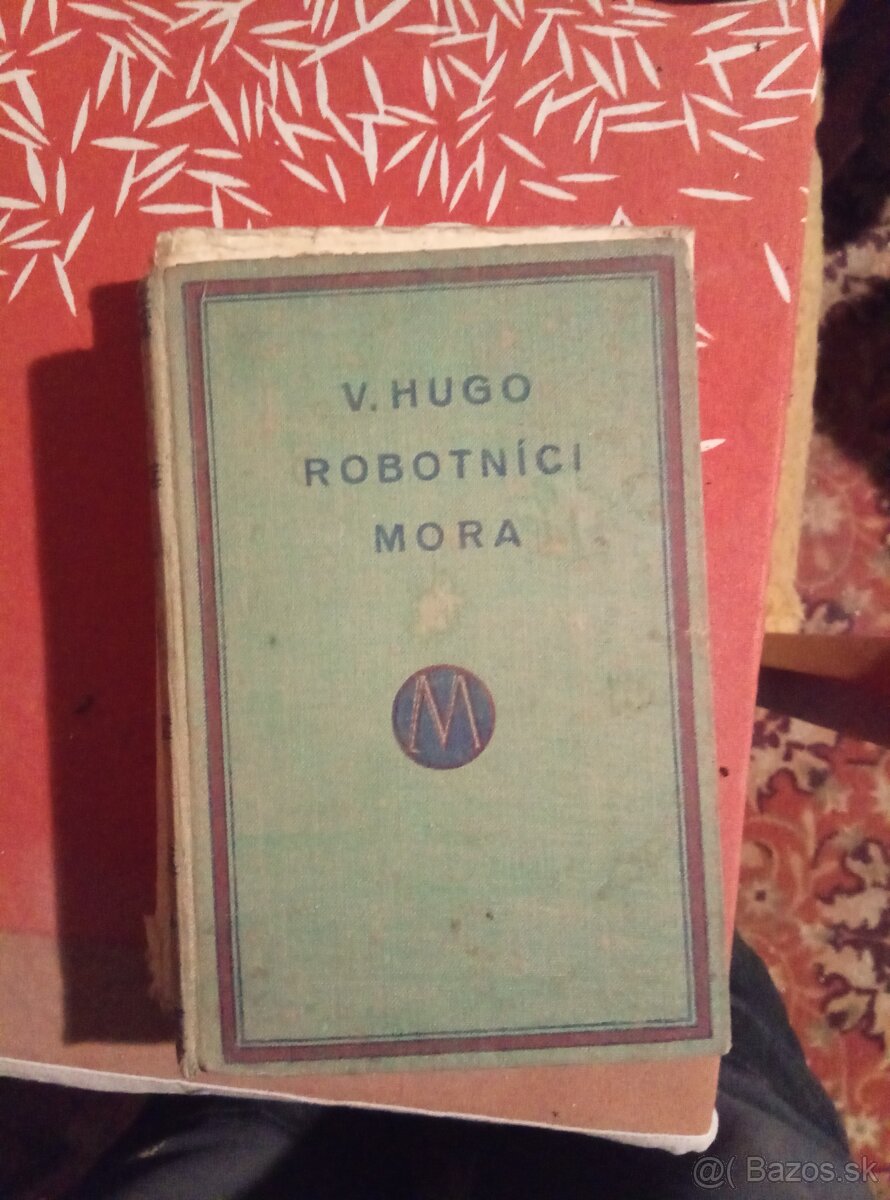 V. HUGO
ROBOTNÍCI
MORA
M
@( Bazos.sk